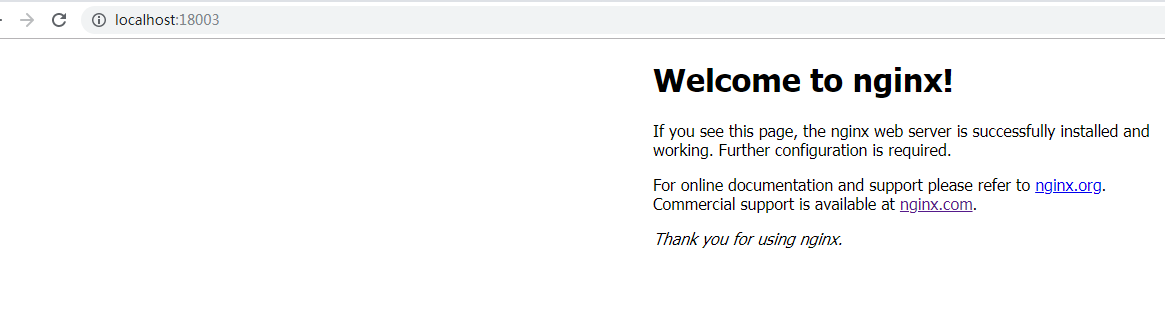 localhost:18003
Welcome to nginx!
If you see this page, the nginx web server is successfully installed and
working. Further configuration is required.
For online documentation and support please refer to nginx.org.
Commercial support is available at nginx.com.
Thank you for using nginx.